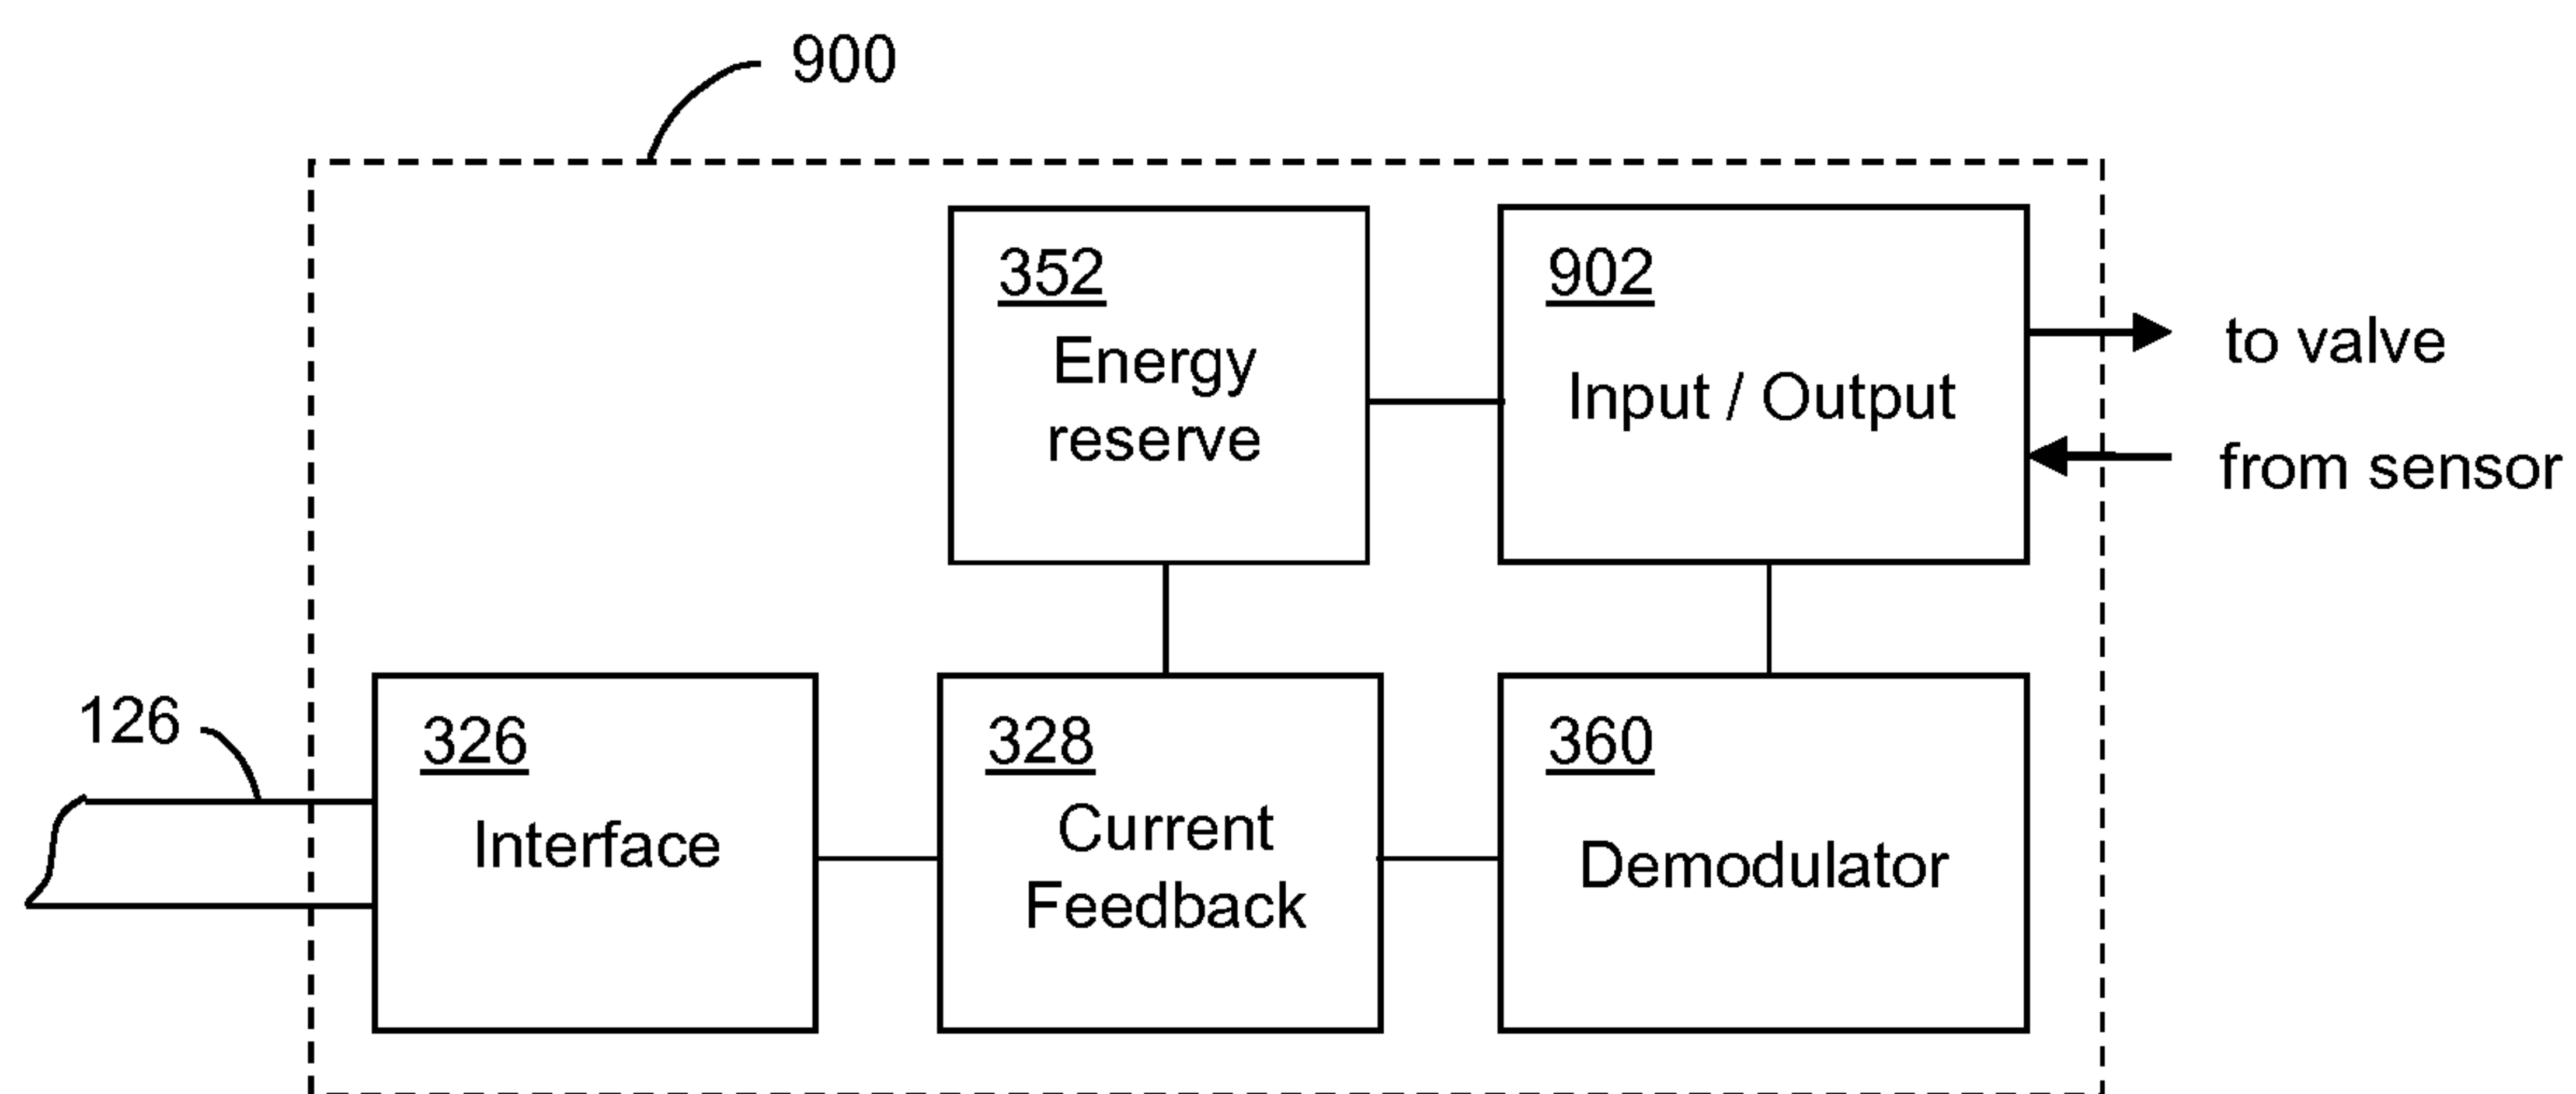 900
352
Energy
reserve
902
Input / Output
to valve
from sensor
126
326
Interface
328
Current
Feedback
360
Demodulator